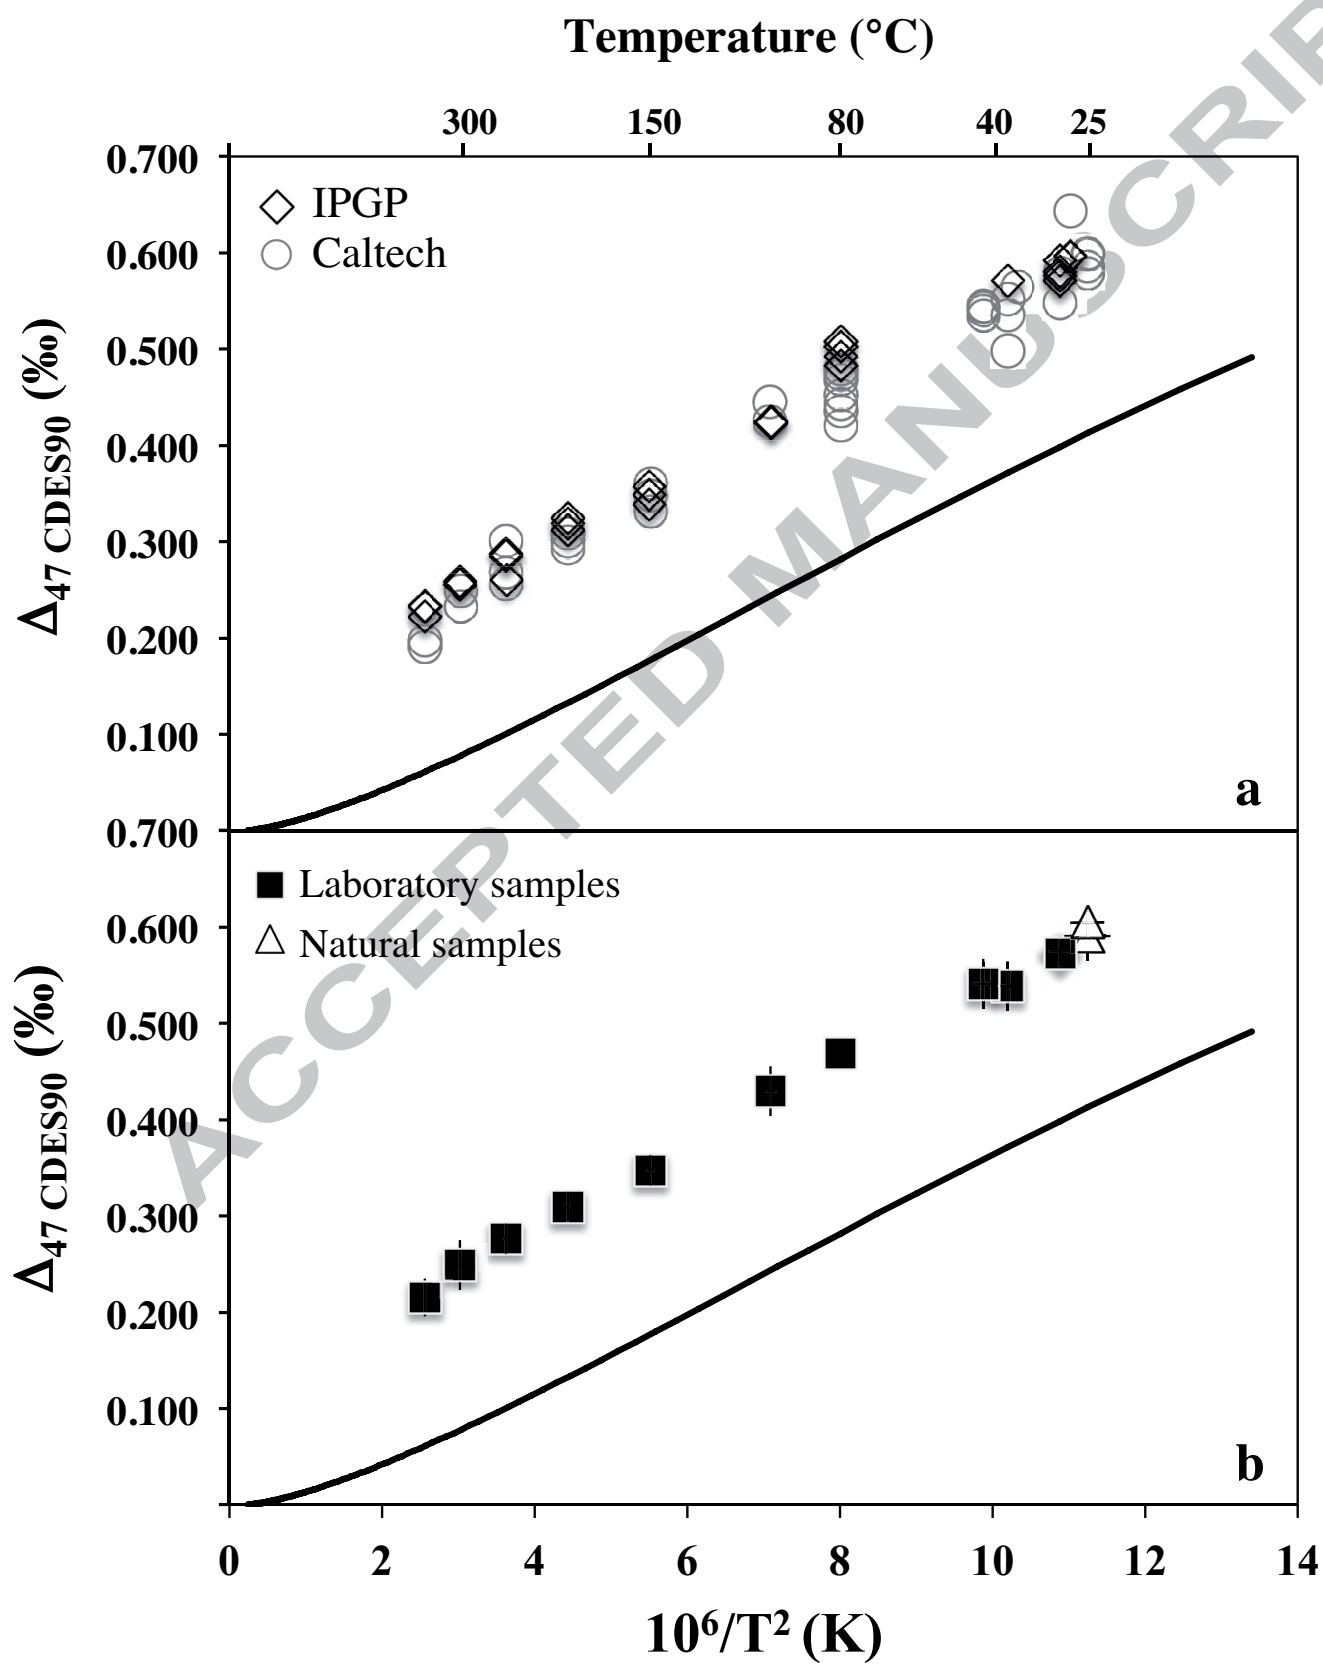 Temperature (°C)
300 150 80 40 25
0.700
IPGP
Caltech
0.600
0.500
0.400
0.300
0.200
0.100
Δ47 CDES90 (‰)
a
0.700
Laboratory samples
Natural samples
0.600
0.500
0.400
0.300
0.200
0.100
Δ47 CDES90 (‰)
b
0 2 4 6 8 10 12 14
10⁶/T² (K)
ACCEPTED MANUSCRIP